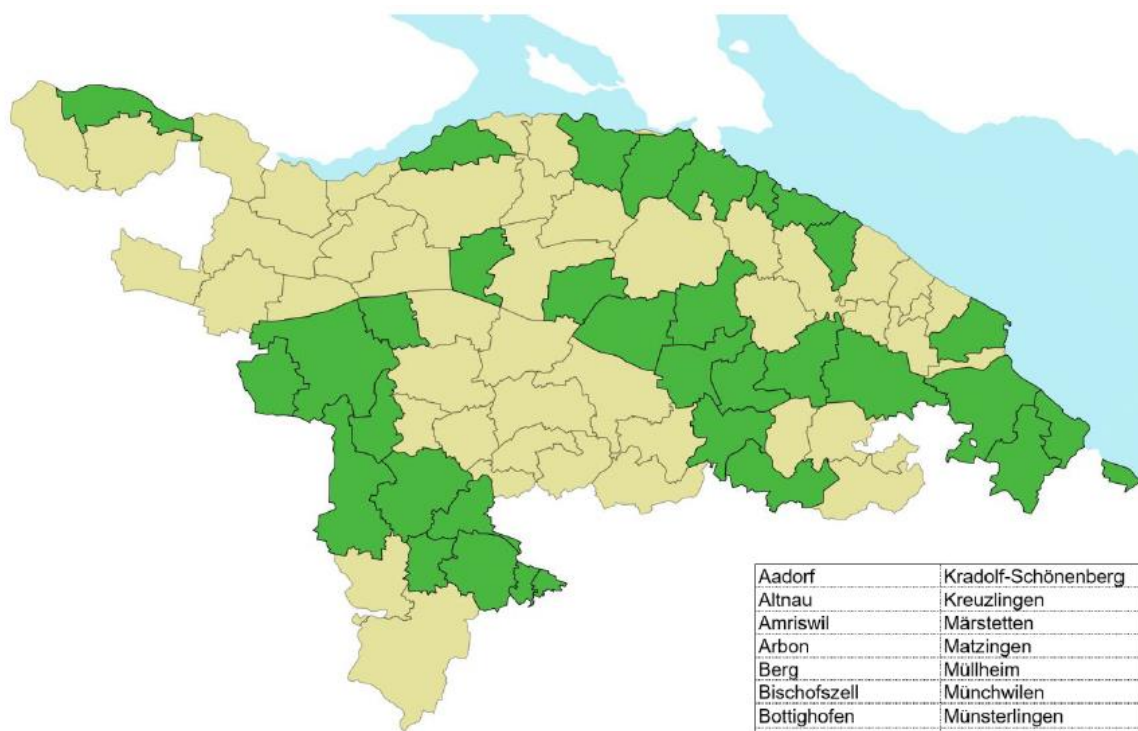 Aadorf Kradolf-Schönenberg
Altnau Kreuzlingen
Amriswil Märstetten
Arbon Matzingen
Berg Müllheim
Bischofszell Münchwilen
Bottighofen Münsterlingen